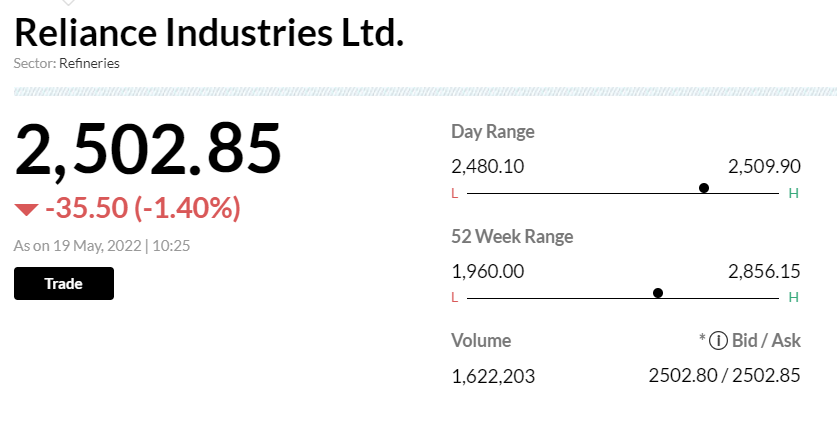 Reliance Industries Ltd.
Sector: Refineries
2,502.85
-35.50 (-1.40%)
As on 19 May, 2022 | 10:25
Trade
Day Range
2,480.10 2,509.90
L H
52 Week Range
1,960.00 2,856.15
L H
Volume * i Bid / Ask
1,622,203 2502.80 / 2502.85